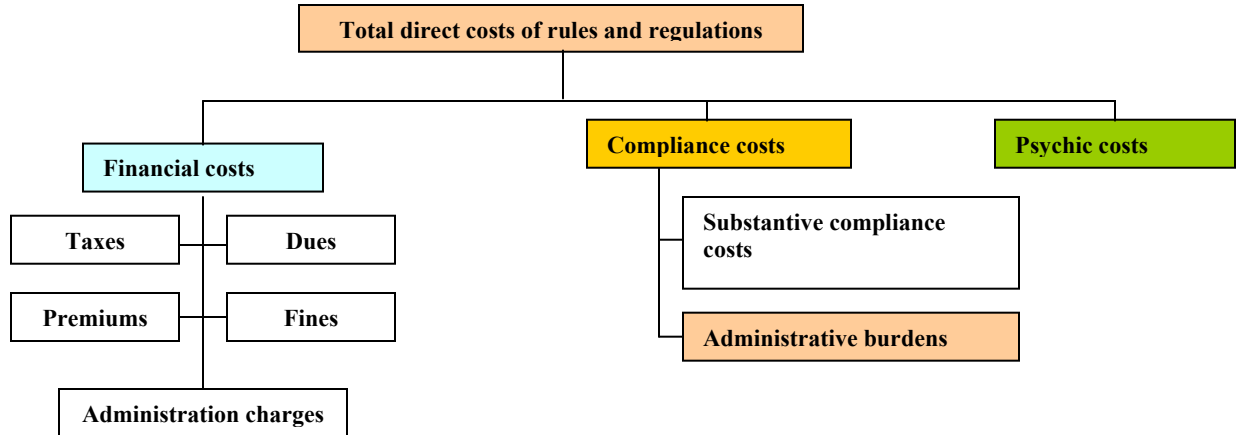 Total direct costs of rules and regulations
Financial costs
Compliance costs
Psychic costs
Taxes
Dues
Premiums
Fines
Administration charges
Substantive compliance
costs
Administrative burdens